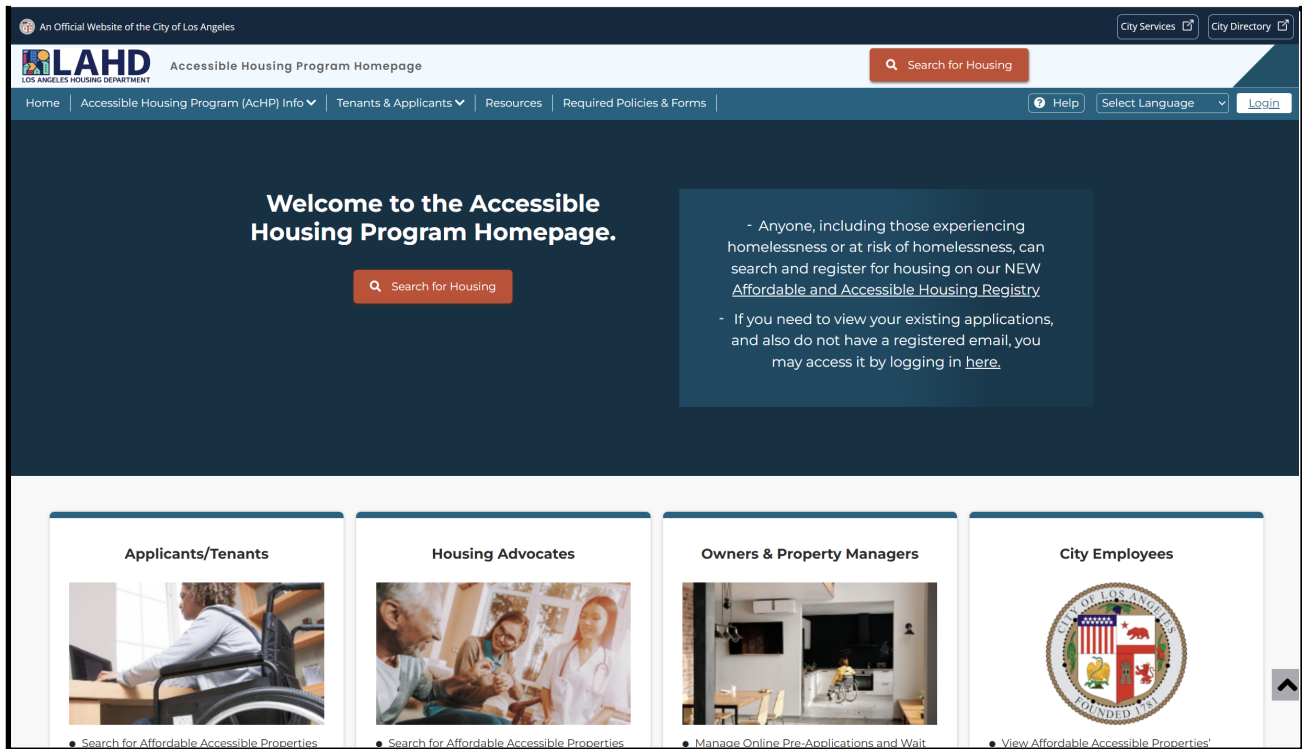 An Official Website of the City of Los Angeles
City Services
City Directory
LAHD
LOS ANGELES HOUSING DEPARTMENT
Accessible Housing Program Homepage
Search for Housing
Home
Accessible Housing Program (AcHP) Info
Tenants & Applicants
Resources
Required Policies & Forms
Help
Select Language
Login
Welcome to the Accessible
Housing Program Homepage.
Search for Housing
- Anyone, including those experiencing
homelessness or at risk of homelessness, can
search and register for housing on our NEW
Affordable and Accessible Housing Registry
- If you need to view your existing applications,
and also do not have a registered email, you
may access it by logging in here.
Applicants/Tenants
Housing Advocates
Owners & Property Managers
City Employees
CITY OF LOS ANGELES
FOUNDED 1781
• Search for Affordable Accessible Properties
• Search for Affordable Accessible Properties
• Manage Online Pre-Applications and Wait
• View Affordable Accessible Properties'